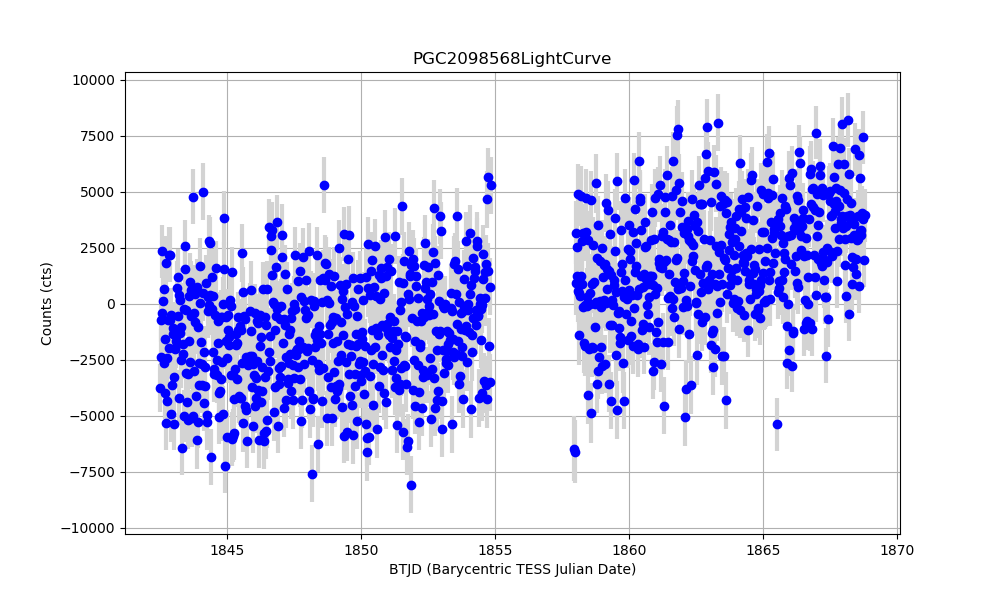 PGC2098568LightCurve
10000
7500
5000
2500
0
−2500
−5000
−7500
−10000
Counts (cts)
1845 1850 1855 1860 1865 1870
BTJD (Barycentric TESS Julian Date)